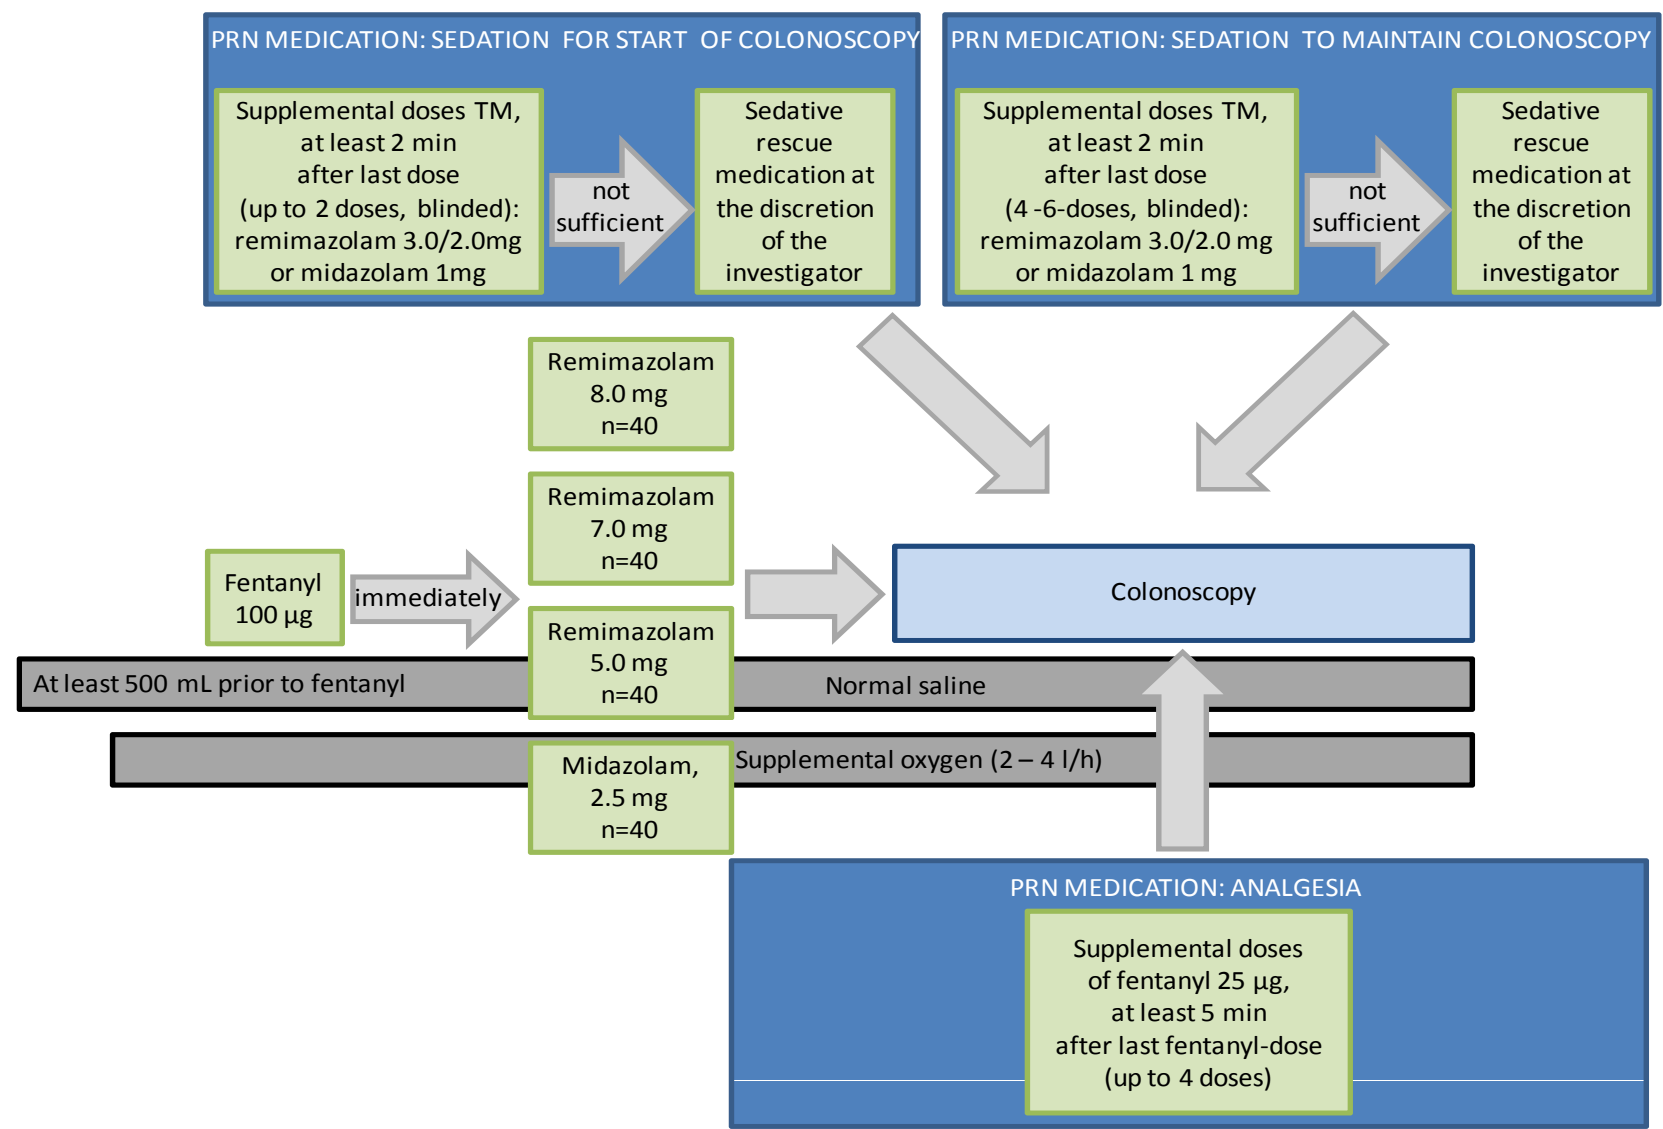 PRN MEDICATION: SEDATION FOR START OF COLONOSCOPY
Supplemental doses TM,
at least 2 min
after last dose
(up to 2 doses, blinded):
remimazolam 3.0/2.0mg
or midazolam 1mg
not
sufficient
Sedative
rescue
medication at
the discretion
of the
investigator
PRN MEDICATION: SEDATION TO MAINTAIN COLONOSCOPY
Supplemental doses TM,
at least 2 min
after last dose
(4 -6-doses, blinded):
remimazolam 3.0/2.0 mg
or midazolam 1 mg
not
sufficient
Sedative
rescue
medication at
the discretion
of the
investigator
Remimazolam
8.0 mg
n=40
Remimazolam
7.0 mg
n=40
Fentanyl
100 µg
immediately
Remimazolam
5.0 mg
n=40
Colonoscopy
At least 500 mL prior to fentanyl
Normal saline
Midazolam,
2.5 mg
n=40
Supplemental oxygen (2 – 4 l/h)
PRN MEDICATION: ANALGESIA
Supplemental doses
of fentanyl 25 µg,
at least 5 min
after last fentanyl-dose
(up to 4 doses)